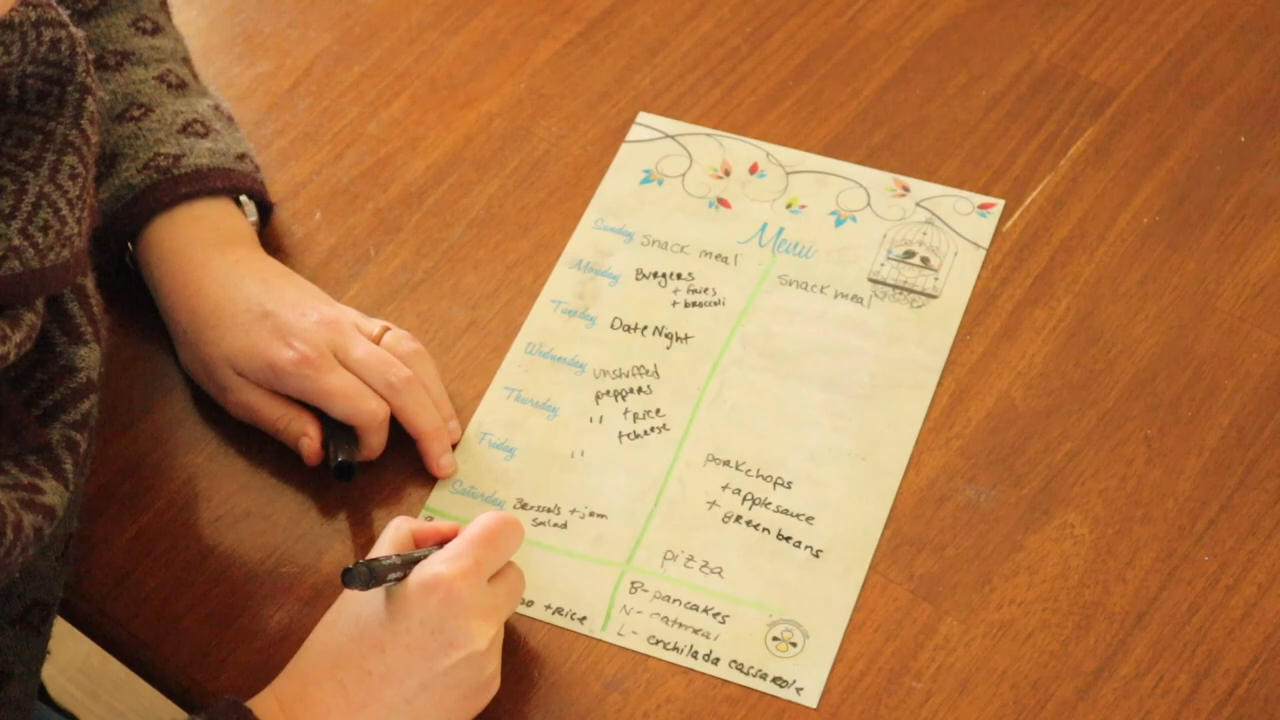 Menu
Sunday snack meal
Monday Burgers
+ fries
+ broccoli
Tuesday Date Night
Wednesday unstuffed
peppers
Thursday " + rice
+ cheese
Friday "
Saturday + jam
Salad
+ rice
snack meal
porkchops
+ applesauce
+ green beans
pizza
B- pancakes
N- oatmeal
L- enchilada cassarole